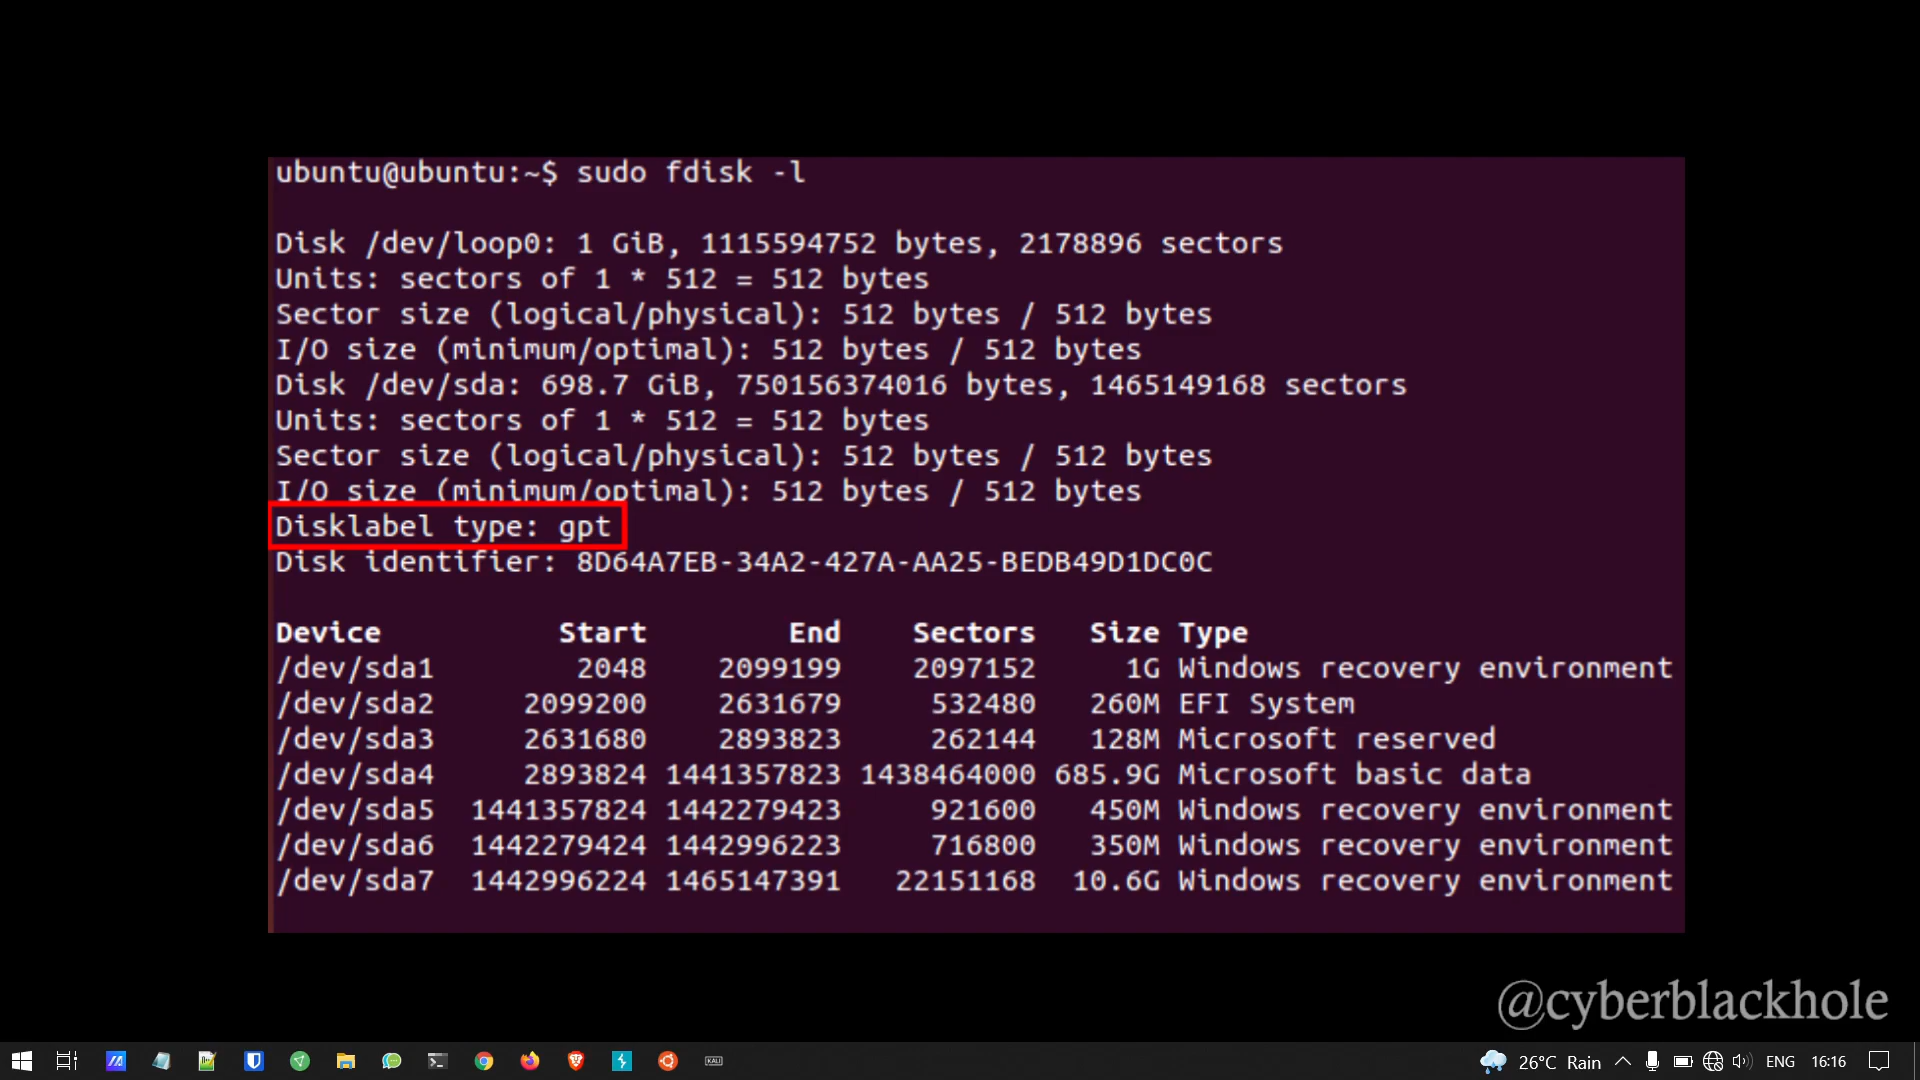 ubuntu@ubuntu:~$ sudo fdisk -l
Disk /dev/loop0: 1 GiB, 1115594752 bytes, 2178896 sectors
Units: sectors of 1 * 512 = 512 bytes
Sector size (logical/physical): 512 bytes / 512 bytes
I/O size (minimum/optimal): 512 bytes / 512 bytes
Disk /dev/sda: 698.7 GiB, 750156374016 bytes, 1465149168 sectors
Units: sectors of 1 * 512 = 512 bytes
Sector size (logical/physical): 512 bytes / 512 bytes
I/O size (minimum/optimal): 512 bytes / 512 bytes
Disklabel type: gpt
Disk identifier: 8D64A7EB-34A2-427A-AA25-BEDB49D1DC0C
Device Start End Sectors Size Type
/dev/sda1 2048 2099199 2097152 1G Windows recovery environment
/dev/sda2 2099200 2631679 532480 260M EFI System
/dev/sda3 2631680 2893823 262144 128M Microsoft reserved
/dev/sda4 2893824 1441357823 1438464000 685.9G Microsoft basic data
/dev/sda5 1441357824 1442279423 921600 450M Windows recovery environment
/dev/sda6 1442279424 1442996223 716800 350M Windows recovery environment
/dev/sda7 1442996224 1465147391 22151168 10.6G Windows recovery environment
@cyberblackhole
KALI 26°C Rain ENG 16:16